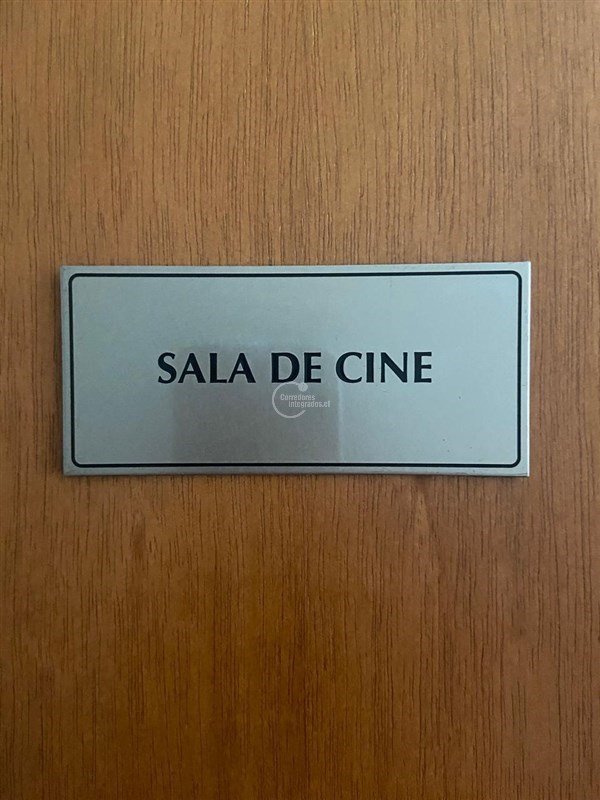 SALA DE CINE
Corredores
Integrados.cl